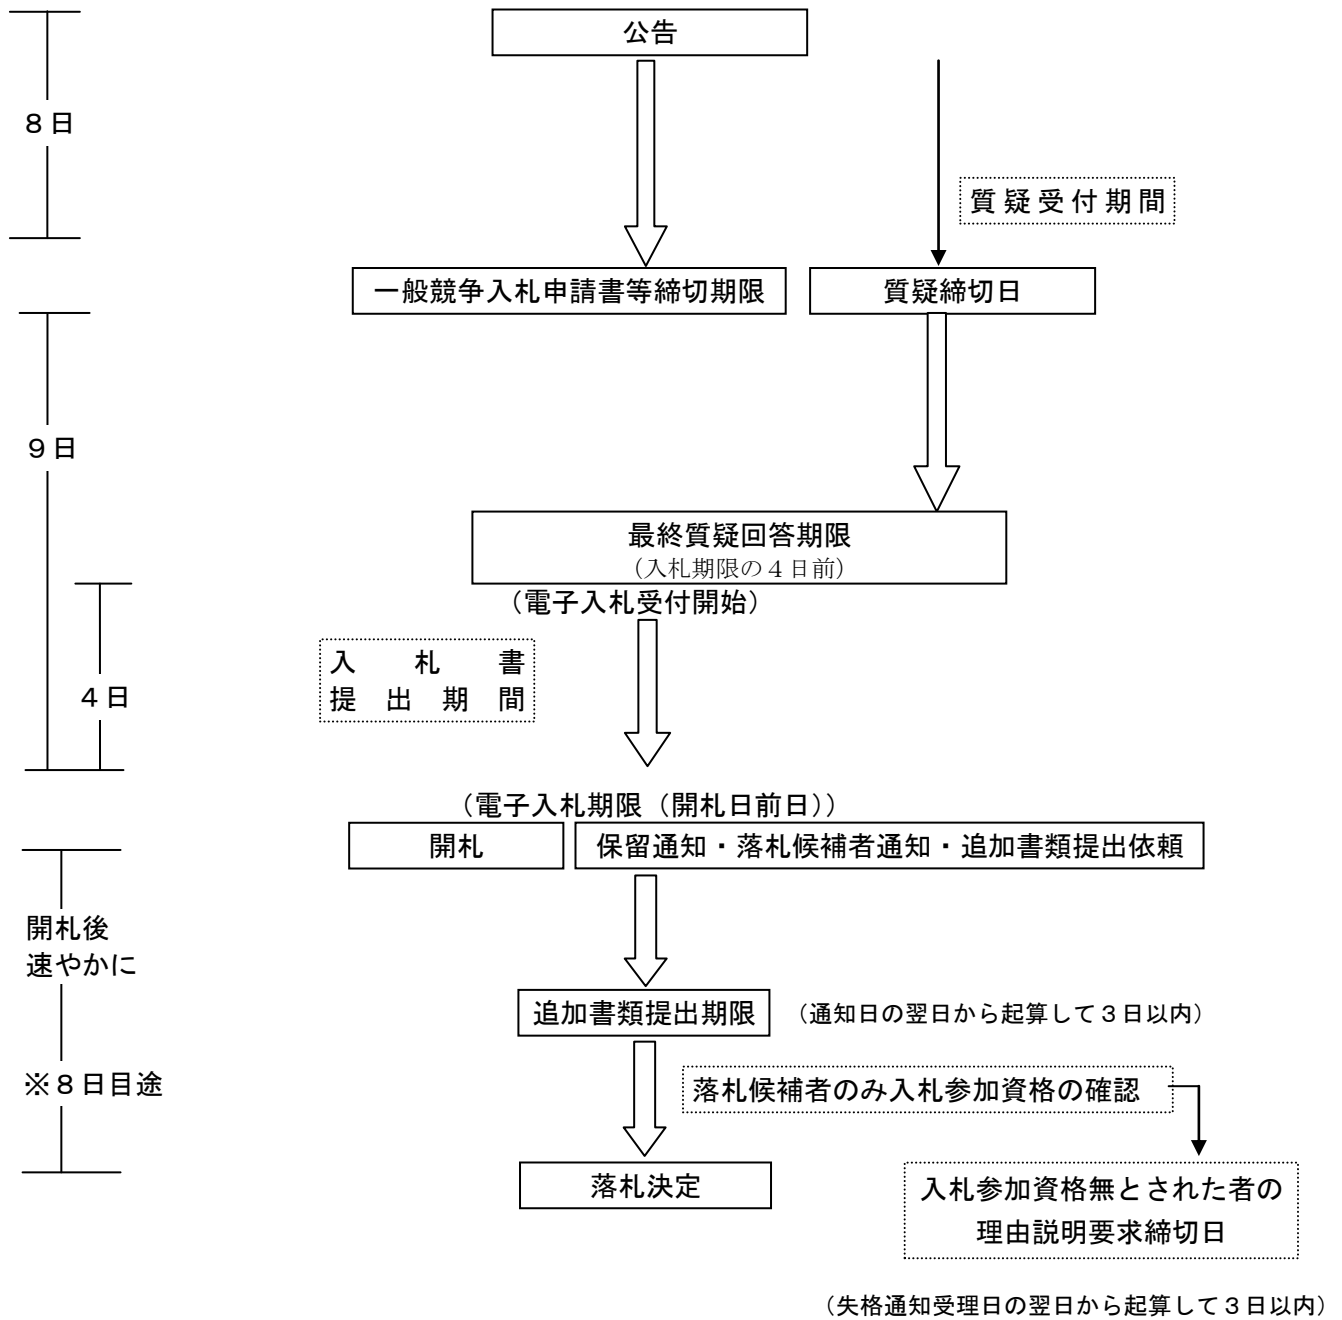 公告
８日
質疑受付期間
一般競争入札申請書等締切期限
質疑締切日
９日
最終質疑回答期限
（入札期限の４日前）
（電子入札受付開始）
入札書
提出期間
４日
（電子入札期限（開札日前日））
開札
保留通知・落札候補者通知・追加書類提出依頼
開札後
速やかに
追加書類提出期限
（通知日の翌日から起算して３日以内）
※８日目途
落札候補者のみ入札参加資格の確認
落札決定
入札参加資格無とされた者の
理由説明要求締切日
（失格通知受理日の翌日から起算して３日以内）